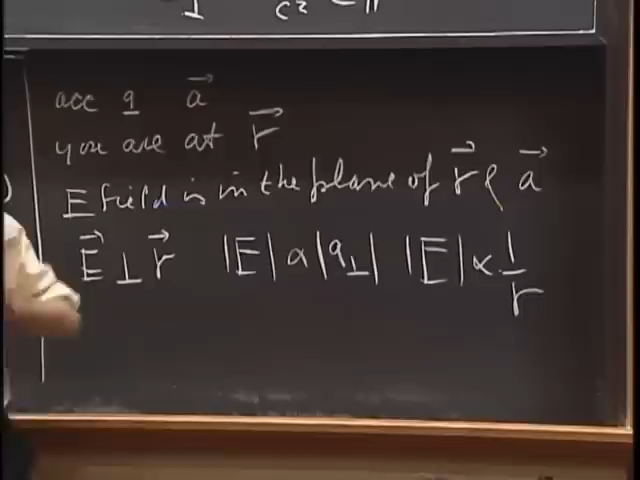 acc q a⃗
you are at r⃗
E field is in the plane of r⃗ & a⃗
E⃗ ⊥ r⃗ |E| ∝ |a⊥| |E| ∝ 1/r